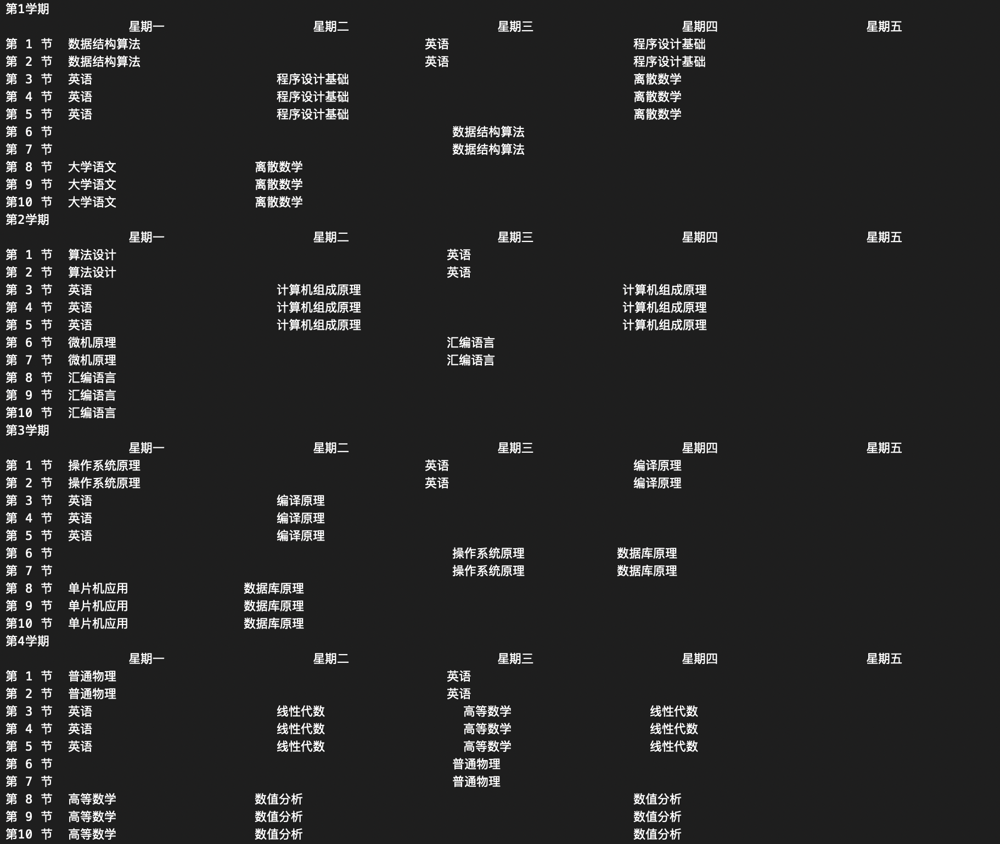 第1学期
星期一 星期二 星期三 星期四 星期五
第 1 节 数据结构算法 英语 程序设计基础
第 2 节 数据结构算法 英语 程序设计基础
第 3 节 英语 程序设计基础 离散数学
第 4 节 英语 程序设计基础 离散数学
第 5 节 英语 程序设计基础 离散数学
第 6 节 数据结构算法
第 7 节 数据结构算法
第 8 节 大学语文 离散数学
第 9 节 大学语文 离散数学
第10 节 大学语文 离散数学
第2学期
星期一 星期二 星期三 星期四 星期五
第 1 节 算法设计 英语
第 2 节 算法设计 英语
第 3 节 英语 计算机组成原理 计算机组成原理
第 4 节 英语 计算机组成原理 计算机组成原理
第 5 节 英语 计算机组成原理 计算机组成原理
第 6 节 微机原理 汇编语言
第 7 节 微机原理 汇编语言
第 8 节 汇编语言
第 9 节 汇编语言
第10 节 汇编语言
第3学期
星期一 星期二 星期三 星期四 星期五
第 1 节 操作系统原理 英语 编译原理
第 2 节 操作系统原理 英语 编译原理
第 3 节 英语 编译原理
第 4 节 英语 编译原理
第 5 节 英语 编译原理
第 6 节 操作系统原理 数据库原理
第 7 节 操作系统原理 数据库原理
第 8 节 单片机应用 数据库原理
第 9 节 单片机应用 数据库原理
第10 节 单片机应用 数据库原理
第4学期
星期一 星期二 星期三 星期四 星期五
第 1 节 普通物理 英语
第 2 节 普通物理 英语
第 3 节 英语 线性代数 高等数学 线性代数
第 4 节 英语 线性代数 高等数学 线性代数
第 5 节 英语 线性代数 高等数学 线性代数
第 6 节 普通物理
第 7 节 普通物理
第 8 节 高等数学 数值分析 数值分析
第 9 节 高等数学 数值分析 数值分析
第10 节 高等数学 数值分析 数值分析